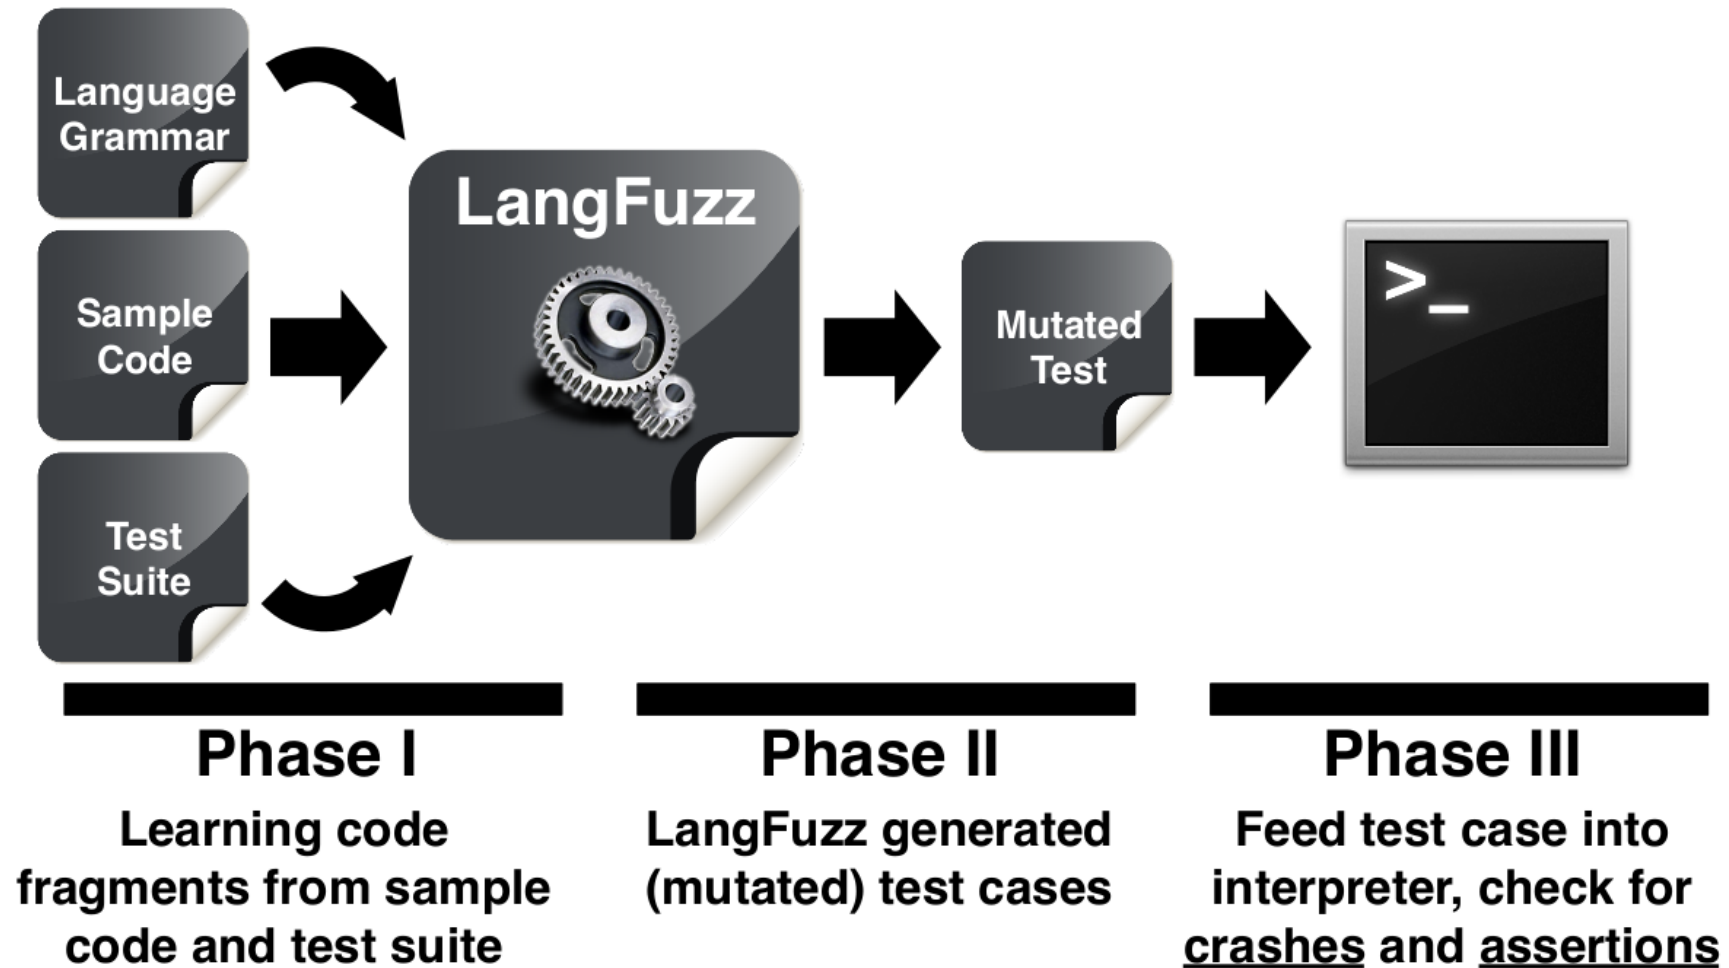 Language
Grammar
Sample
Code
Test
Suite
LangFuzz
Mutated
Test
>_
Phase I
Learning code
fragments from sample
code and test suite
Phase II
LangFuzz generated
(mutated) test cases
Phase III
Feed test case into
interpreter, check for
crashes and assertions